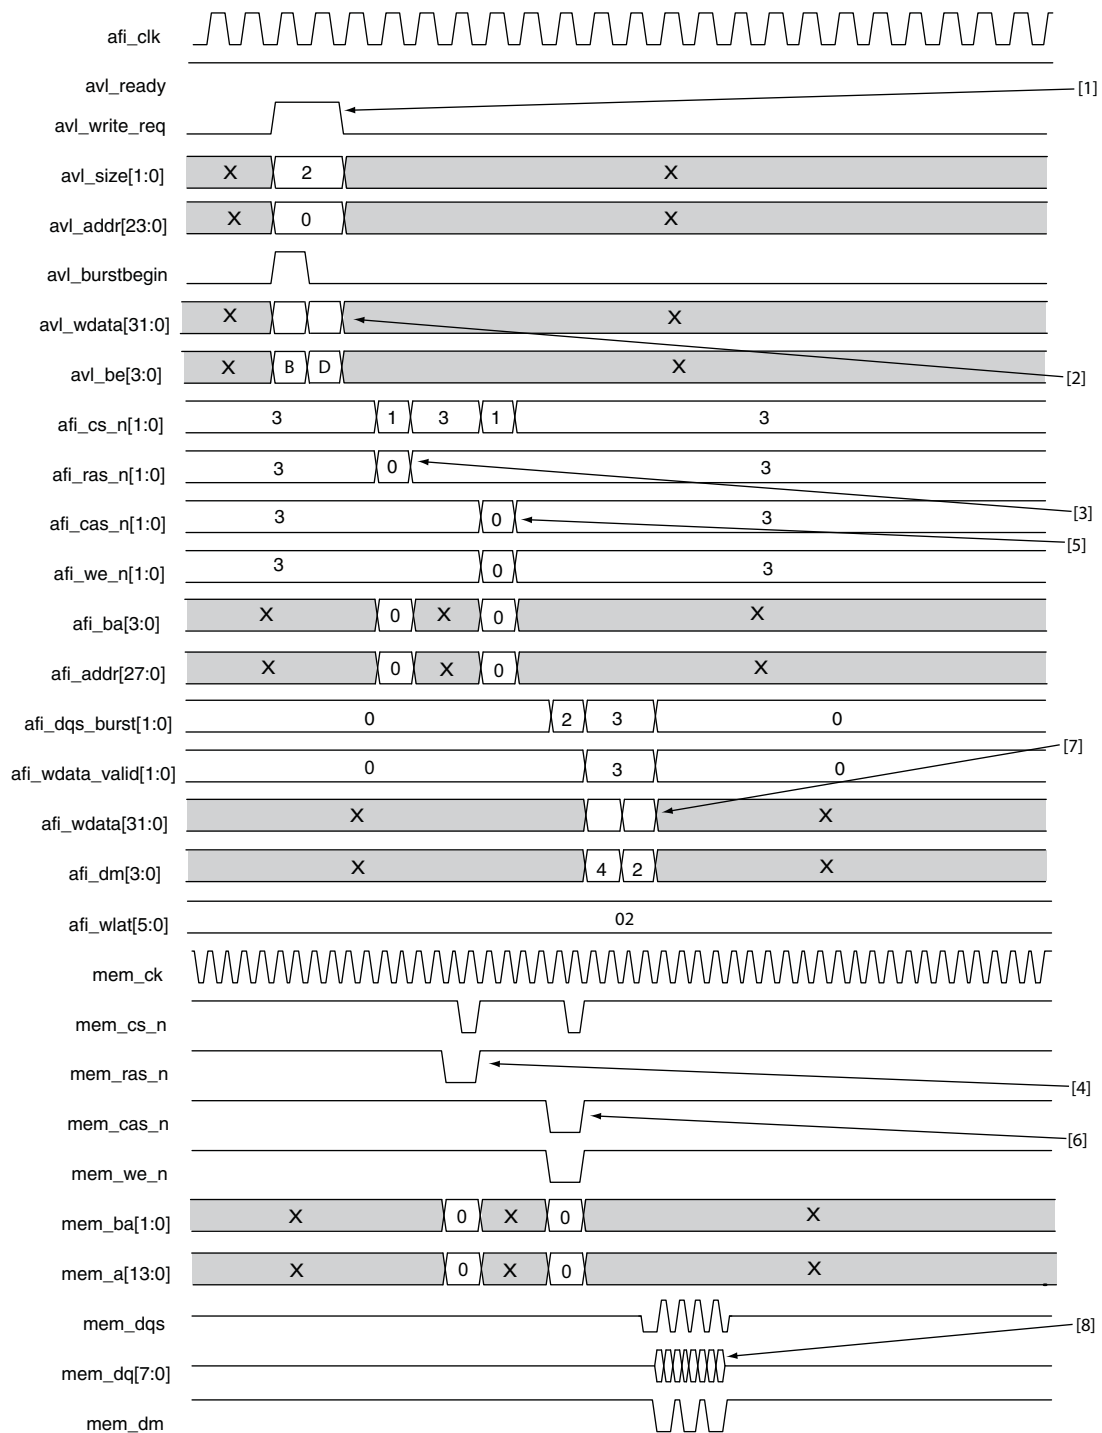 afi_clk
avl_ready
[1]
avl_write_req
avl_size[1:0] X 2 X
avl_addr[23:0] X 0 X
avl_burstbegin
avl_wdata[31:0] X X
avl_be[3:0] X B D X
[2]
afi_cs_n[1:0] 3 1 3 1 3
afi_ras_n[1:0] 3 0 3
[3]
afi_cas_n[1:0] 3 0 3
[5]
afi_we_n[1:0] 3 0 3
afi_ba[3:0] X 0 X 0 X
afi_addr[27:0] X 0 X 0 X
afi_dqs_burst[1:0] 0 2 3 0
[7]
afi_wdata_valid[1:0] 0 3 0
afi_wdata[31:0] X X
afi_dm[3:0] X 4 2 X
afi_wlat[5:0] 02
mem_ck
mem_cs_n
mem_ras_n
[4]
mem_cas_n
[6]
mem_we_n
mem_ba[1:0] X 0 X 0 X
mem_a[13:0] X 0 X 0 X
mem_dqs
[8]
mem_dq[7:0]
mem_dm